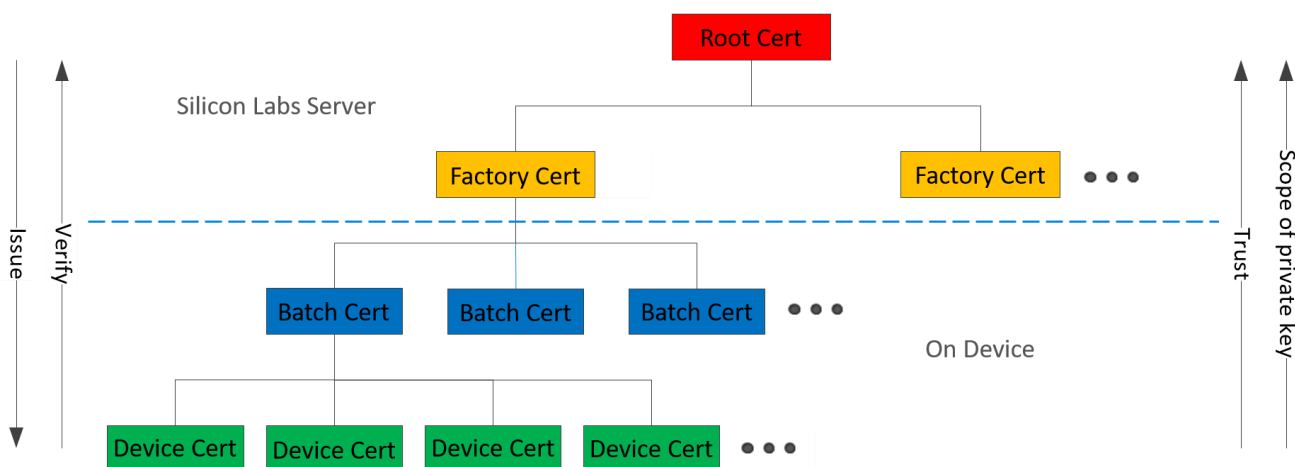 Root Cert
Silicon Labs Server
Factory Cert
Factory Cert
Issue
Verify
Trust
Scope of private key
Batch Cert
Batch Cert
Batch Cert
On Device
Device Cert
Device Cert
Device Cert
Device Cert